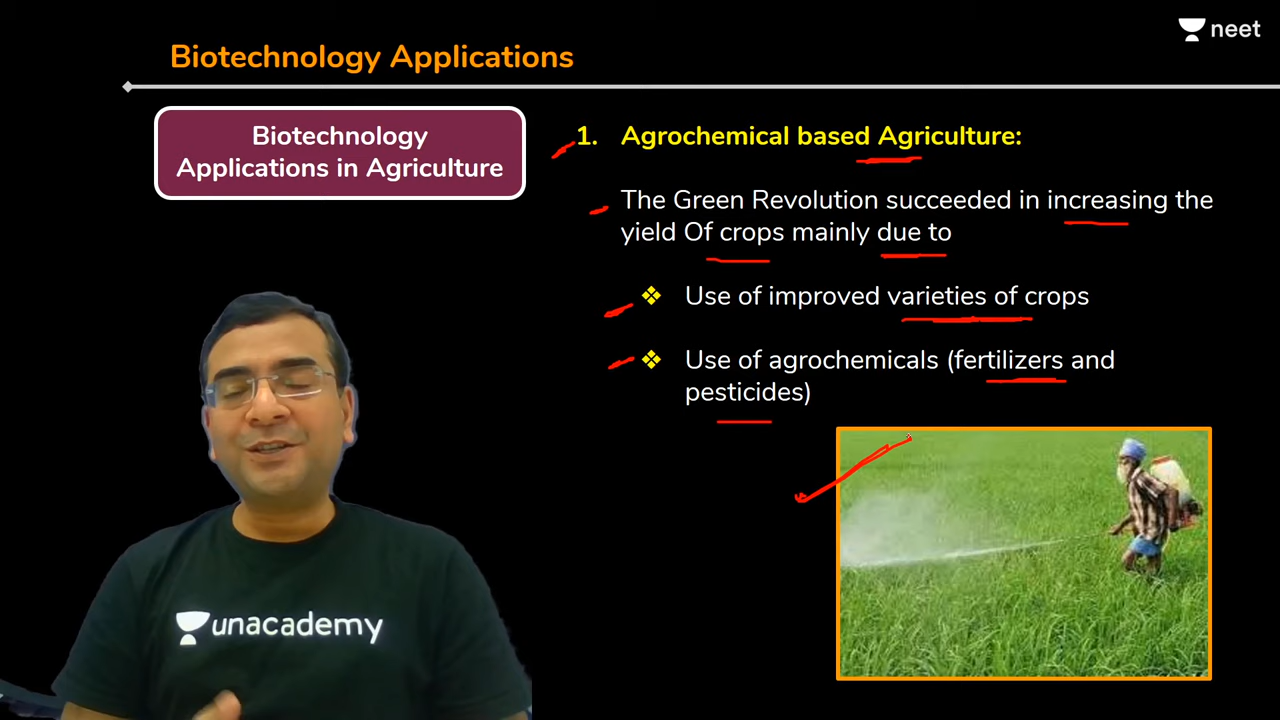 neet
Biotechnology Applications
Biotechnology
Applications in Agriculture
1. Agrochemical based Agriculture:
The Green Revolution succeeded in increasing the
yield Of crops mainly due to
❖ Use of improved varieties of crops
❖ Use of agrochemicals (fertilizers and
pesticides)
unacademy